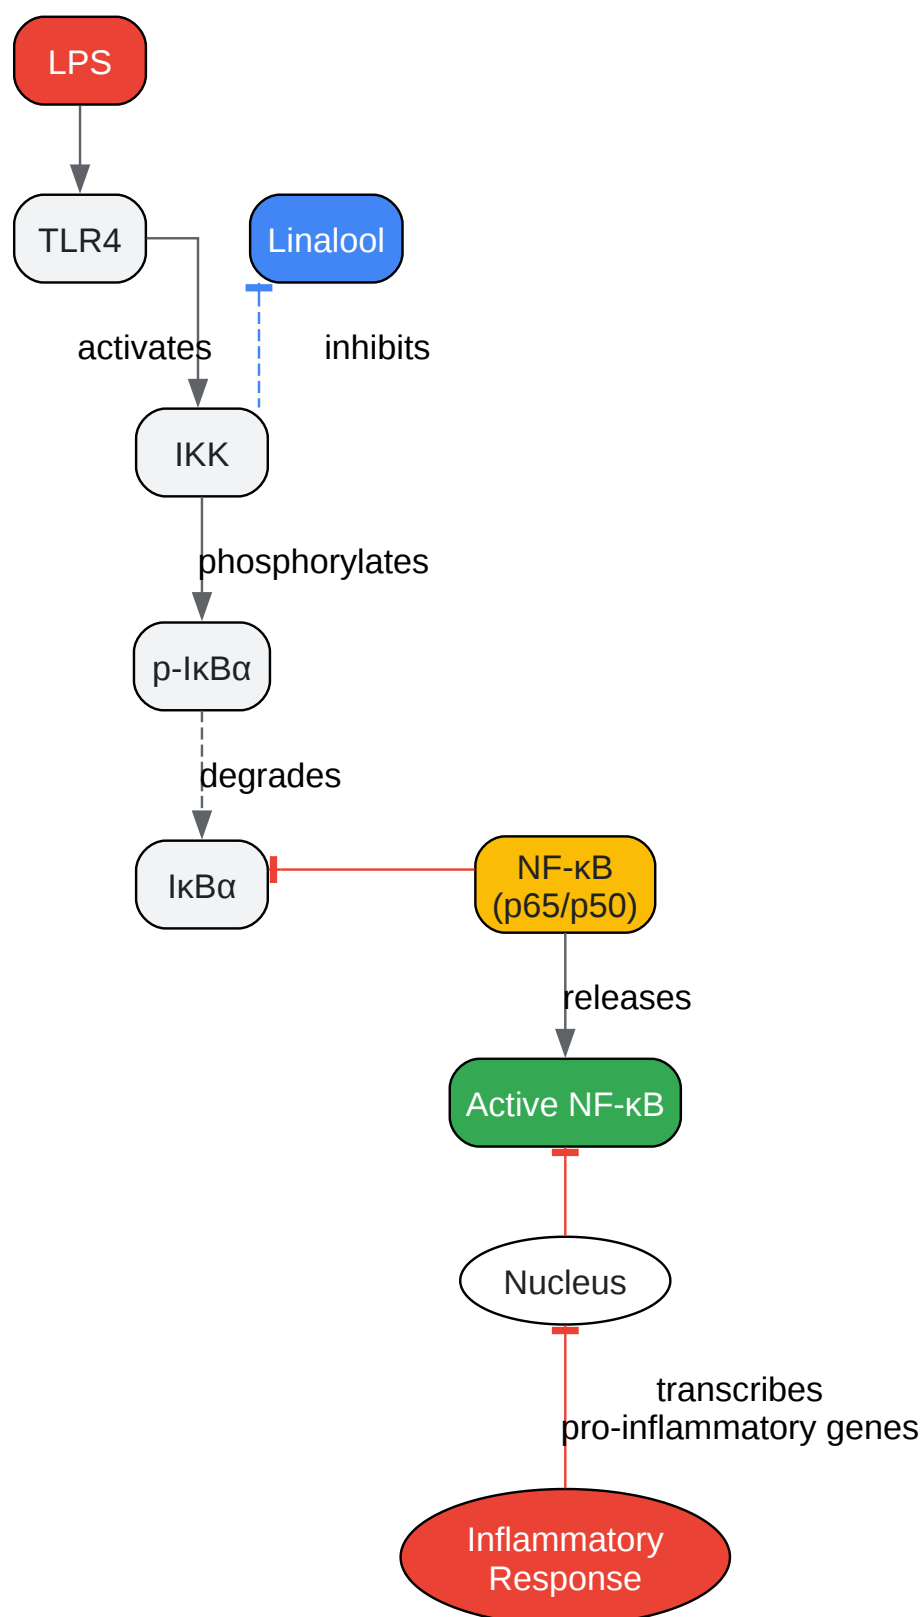 LPS
TLR4
Linalool
activates
inhibits
IKK
phosphorylates
p-IκBα
degrades
IκBα
NF-κB
(p65/p50)
releases
Active NF-κB
Nucleus
transcribes
pro-inflammatory genes
Inflammatory
Response